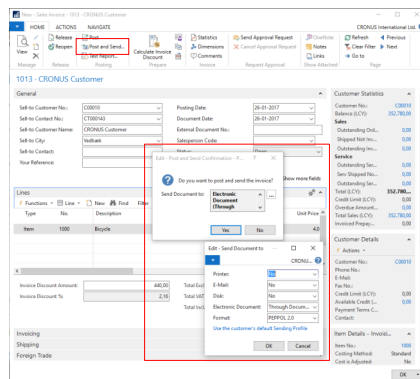 New - Sales Invoice - 1013 - CRONUS Customer
HOME ACTIONS NAVIGATE CRONUS International Ltd.
View
Manage
Release
Reopen
Release
Post
Post and Send...
Test Report...
Posting
Calculate Invoice Discount
Prepare
Statistics
Dimensions
Comments
Invoice
Send Approval Request
Cancel Approval Request
Request Approval
OneNote
Notes
Links
Show Attached
Refresh
Clear Filter
Go to
Previous
Next
Page
1013 - CRONUS Customer
General
Sell-to Customer No.: C00010
Sell-to Contact No.: CT000140
Sell-to Customer Name: CRONUS Customer
Sell-to City: Vedbæk
Sell-to Contact:
Your Reference:
Posting Date: 26-01-2017
Document Date: 26-01-2017
External Document No.:
Salesperson Code:
Status: Open
Show more fields
Edit - Post and Send Confirmation - P...
Do you want to post and send the invoice?
Send Document to: Electronic
Document
(Through
Yes No
Lines
Functions Line New Find Filter
Type No. Description Unit Price
Item 1000 Bicycle 4.0
Invoice Discount Amount: 440,00
Invoice Discount %: 2,16
Total Excl
Total VAT
Total Incl
Edit - Send Document to
CRONU...
Printer: No
E-Mail: No
Disk: No
Electronic Document: Through Docum...
Format: PEPPOL 2.0
Use the customer's default Sending Profile
OK Cancel
Invoicing
Shipping
Foreign Trade
Customer Statistics
Customer No.: C00010
Balance (LCY): 352.780,00
Sales
Outstanding Ord... 0,00
Shipped Not Inv... 0,00
Outstanding Inv... 0,00
Service
Outstanding Ser... 0,00
Serv Shipped No... 0,00
Outstanding Ser... 0,00
Total (LCY): 352.780,...
Credit Limit (LCY): 0,00
Overdue Amount... 0,00
Total Sales (LCY): 352.780,00
Invoiced Prepay... 0,00
Customer Details
Actions
Customer No.: C00010
Phone No.:
E-Mail:
Fax No.:
Credit Limit (LCY): 0,00
Available Credit (... 0,00
Payment Terms C...
Contact:
Item Details - Invoici...
Item No.: 1000
Costing Method: Standard
Cost is Adjusted: No
OK